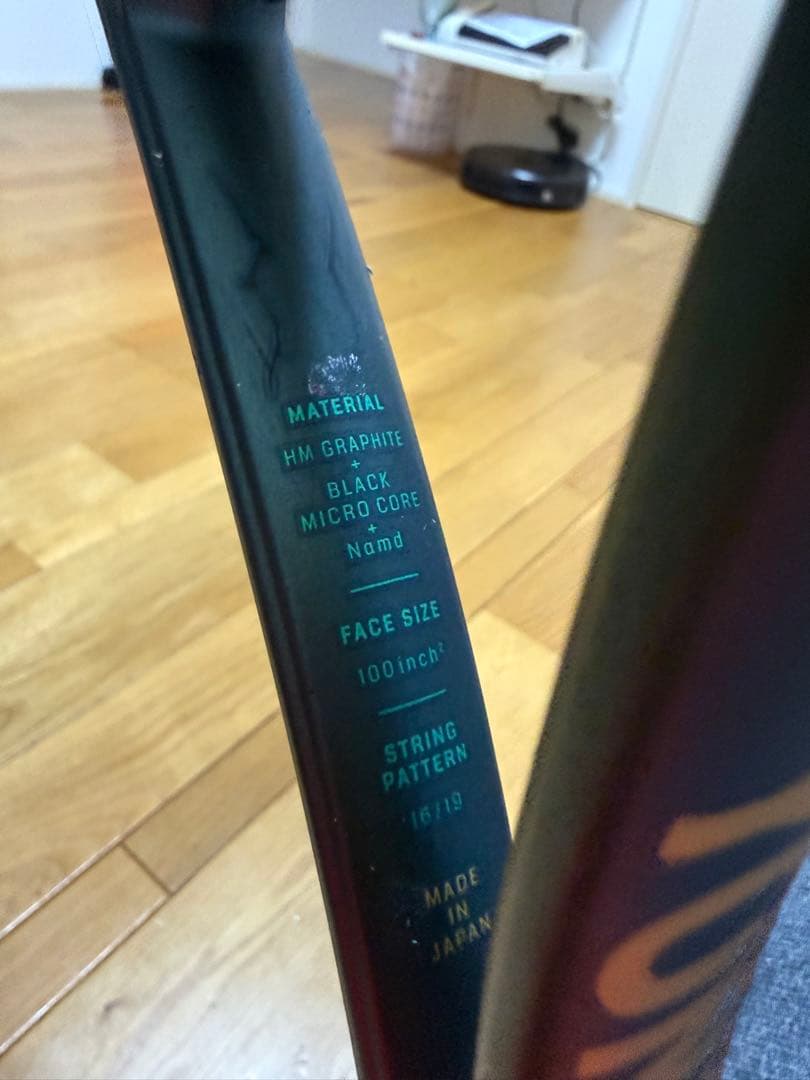 MATERIAL
HM GRAPHITE
+
BLACK
MICRO CORE
+
Namd
FACE SIZE
100inch²
STRING
PATTERN
16/19
MADE
IN
JAPAN